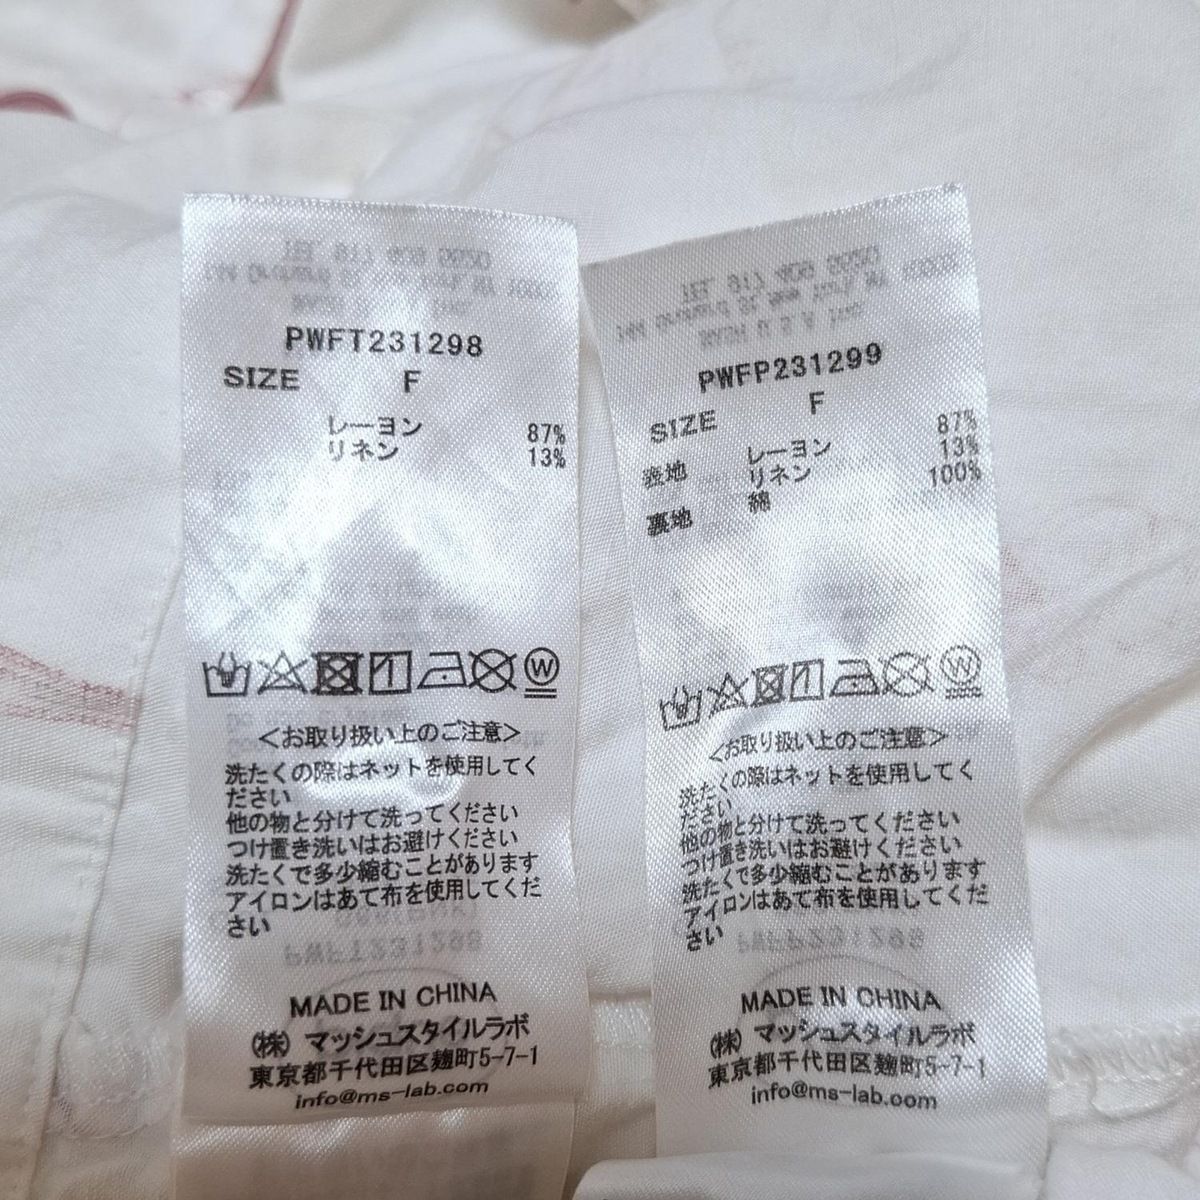 PWFT231298
SIZE F
レーヨン 87%
リネン 13%
<お取り扱い上のご注意>
洗たくの際はネットを使用してく
ださい
他の物と分けて洗ってください
つけ置き洗いはお避けください
洗たくで多少縮むことがあります
アイロンはあて布を使用してくだ
さい
MADE IN CHINA
(株) マッシュスタイルラボ
東京都千代田区麹町5-7-1
info@ms-lab.com
PWFP231299
SIZE F
表地 レーヨン 87%
リネン 13%
裏地 綿 100%
<お取り扱い上のご注意>
洗たくの際はネットを使用してく
ださい
他の物と分けて洗ってください
つけ置き洗いはお避けください
洗たくで多少縮むことがあります
アイロンはあて布を使用してくだ
さい
MADE IN CHINA
(株) マッシュスタイルラボ
東京都千代田区麹町5-7-1
info@ms-lab.com